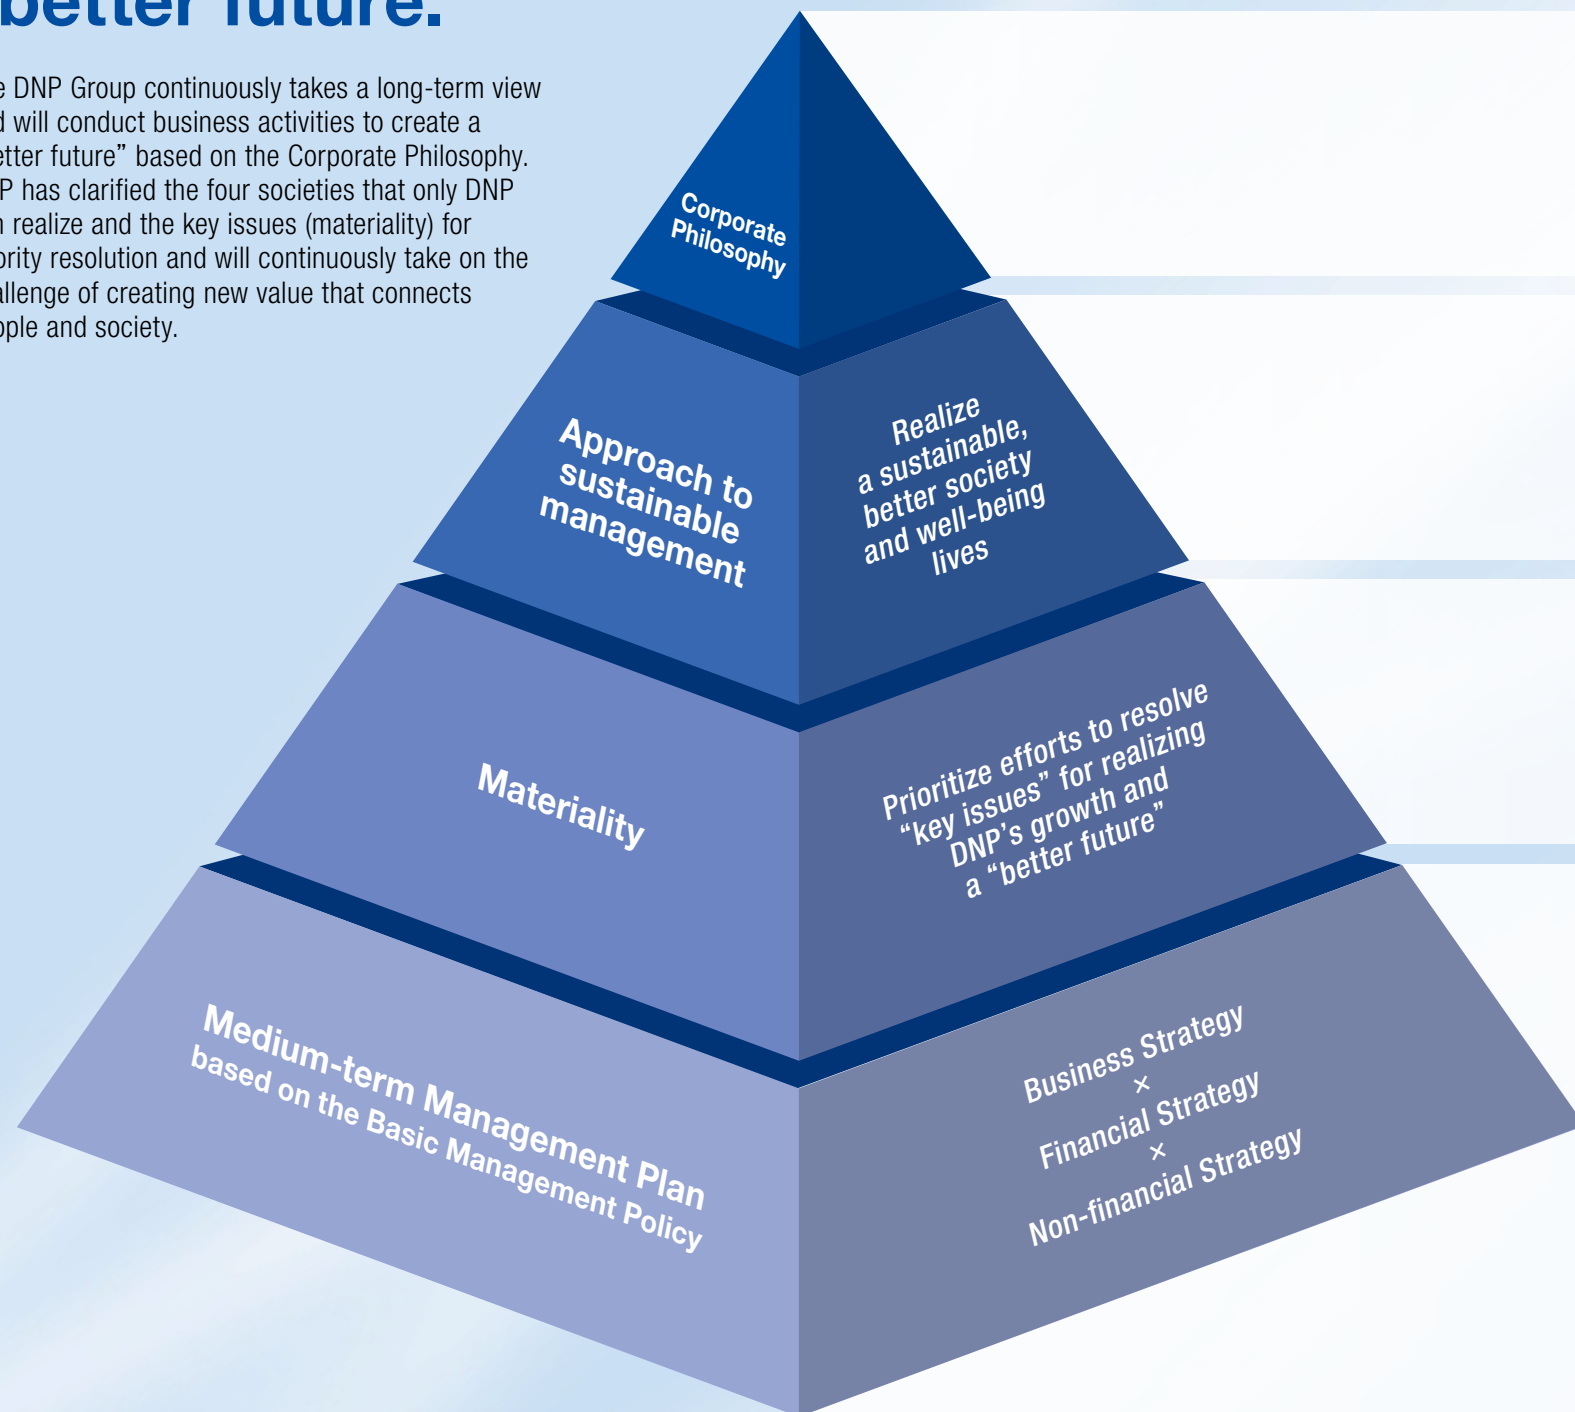 better future.
e DNP Group continuously takes a long-term view
d will conduct business activities to create a
etter future” based on the Corporate Philosophy.
P has clarified the four societies that only DNP
n realize and the key issues (materiality) for
ority resolution and will continuously take on the
allenge of creating new value that connects
ople and society.
Corporate
Philosophy
Approach to
sustainable
management
Realize
a sustainable,
better society
and well-being
lives
Materiality
Prioritize efforts to resolve
“key issues” for realizing
DNP’s growth and
a “better future”
Medium-term Management Plan
based on the Basic Management Policy
Business Strategy
×
Financial Strategy
×
Non-financial Strategy